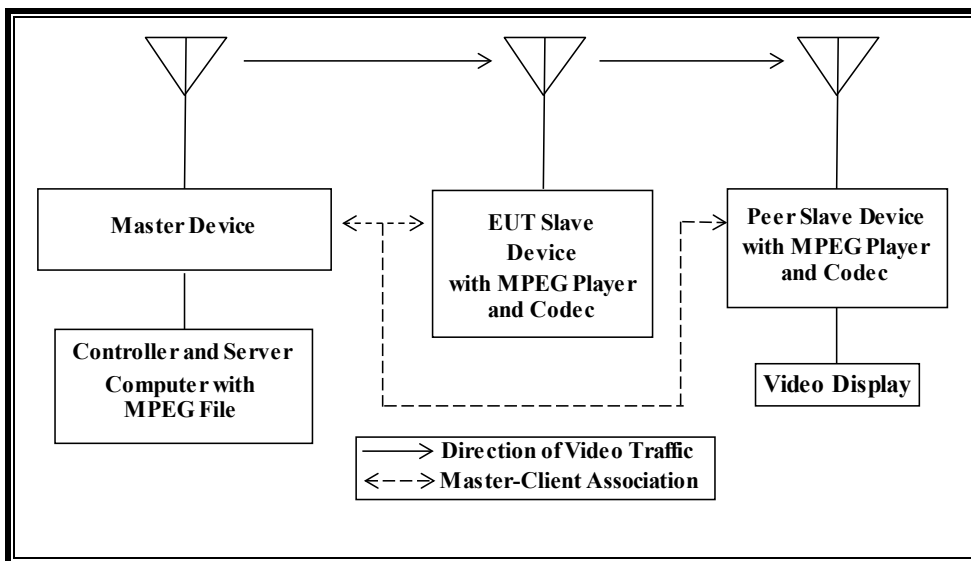 Master Device
EUT Slave
Device
with MPEG Player
and Codec
Peer Slave Device
with MPEG Player
and Codec
Controller and Server
Computer with
MPEG File
Video Display
Direction of Video Traffic
Master-Client Association